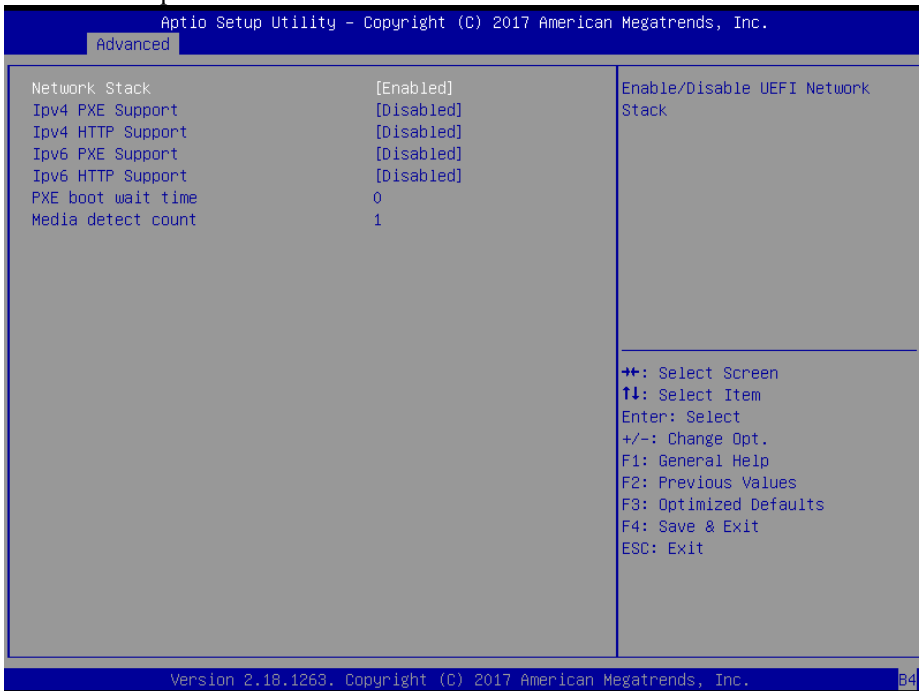 Aptio Setup Utility – Copyright (C) 2017 American Megatrends, Inc.
Advanced
Network Stack [Enabled]
Ipv4 PXE Support [Disabled]
Ipv4 HTTP Support [Disabled]
Ipv6 PXE Support [Disabled]
Ipv6 HTTP Support [Disabled]
PXE boot wait time 0
Media detect count 1
Enable/Disable UEFI Network
Stack
→←: Select Screen
↑↓: Select Item
Enter: Select
+/-: Change Opt.
F1: General Help
F2: Previous Values
F3: Optimized Defaults
F4: Save & Exit
ESC: Exit
Version 2.18.1263. Copyright (C) 2017 American Megatrends, Inc.
B4